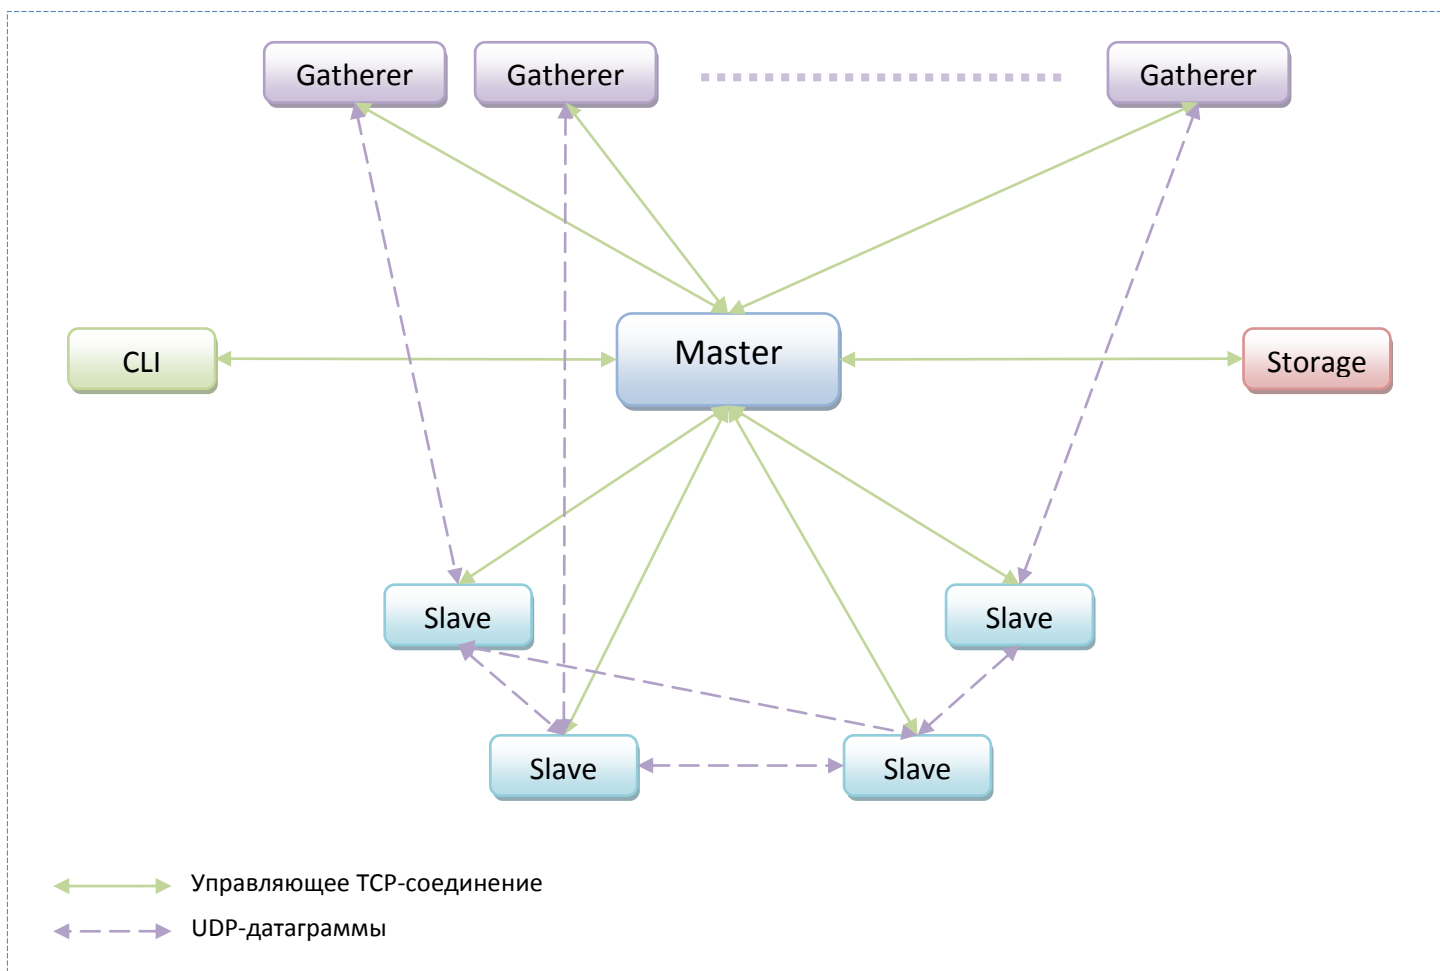 Gatherer
Gatherer
Gatherer
CLI
Master
Storage
Slave
Slave
Slave
Slave
Управляющее TCP-соединение
UDP-датаграммы